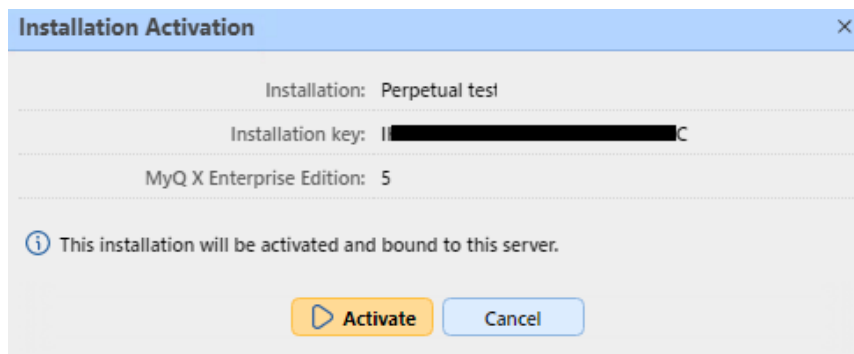 Installation Activation
Installation: Perpetual test
Installation key: C
MyQ X Enterprise Edition: 5
This installation will be activated and bound to this server.
Activate Cancel